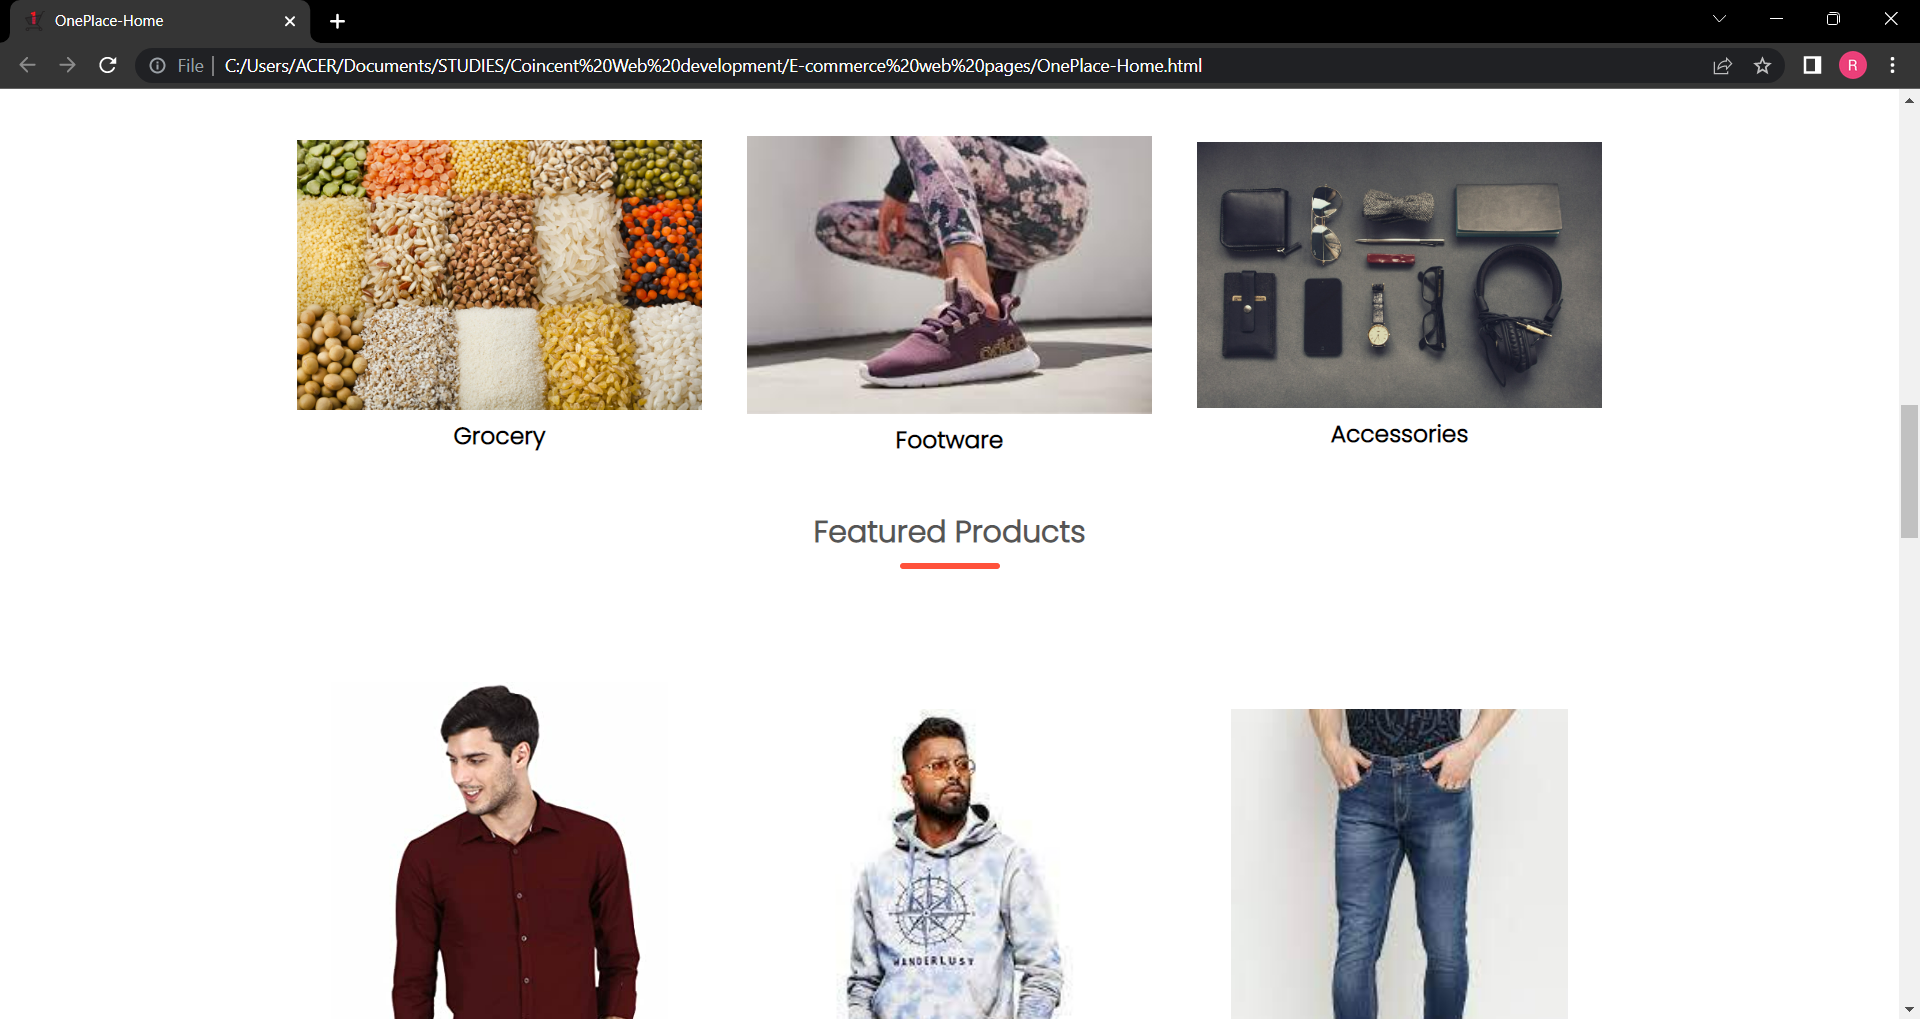 OnePlace-Home
File
C:/Users/ACER/Documents/STUDIES/Coincent%20Web%20development/E-commerce%20web%20pages/OnePlace-Home.html
R
adidas
Grocery
Footware
Accessories
Featured Products
WANDERLUST